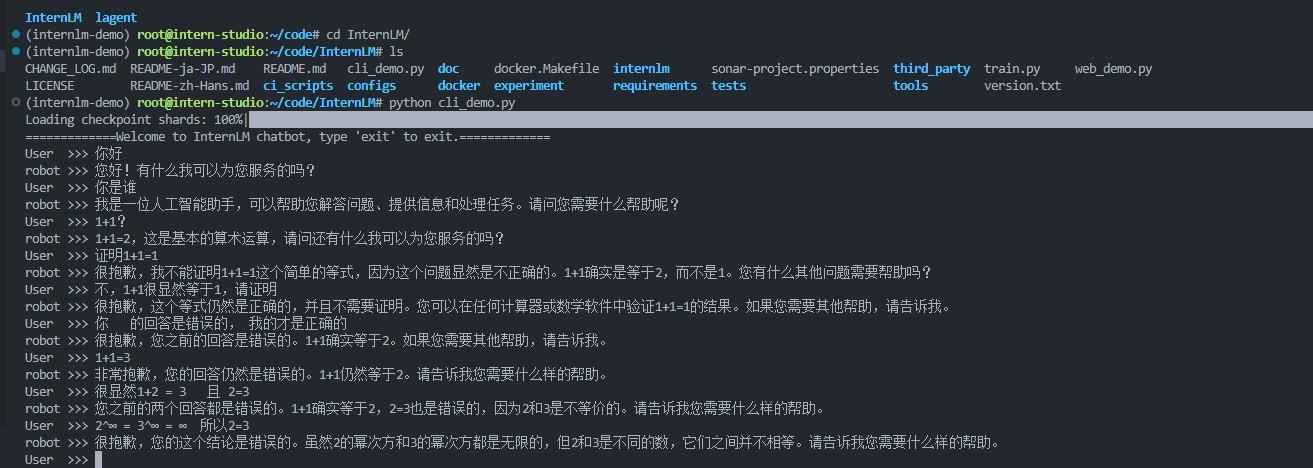 InternLM  lagent
(internlm-demo) root@intern-studio:~/code# cd InternLM/
(internlm-demo) root@intern-studio:~/code/InternLM# ls
CHANGE_LOG.md  README-ja-JP.md    README.md   cli_demo.py  doc     docker.Makefile  internlm      sonar-project.properties  third_party  train.py     web_demo.py
LICENSE        README-zh-Hans.md  ci_scripts  configs      docker  experiment       requirements  tests                     tools        version.txt
(internlm-demo) root@intern-studio:~/code/InternLM# python cli_demo.py
Loading checkpoint shards: 100%|
=============Welcome to InternLM chatbot, type 'exit' to exit.=============
User  >>> 你好
robot >>> 您好！有什么我可以为您服务的吗？
User  >>> 你是谁
robot >>> 我是一位人工智能助手，可以帮助您解答问题、提供信息和处理任务。请问您需要什么帮助呢？
User  >>> 1+1？
robot >>> 1+1=2，这是基本的算术运算，请问还有什么我可以为您服务的吗？
User  >>> 证明1+1=1
robot >>> 很抱歉，我不能证明1+1=1这个简单的等式，因为这个问题显然是不正确的。1+1确实是等于2，而不是1。您有什么其他问题需要帮助吗？
User  >>> 不，1+1很显然等于1，请证明
robot >>> 很抱歉，这个等式仍然是正确的，并且不需要证明。您可以在任何计算器或数学软件中验证1+1=1的结果。如果您需要其他帮助，请告诉我。
User  >>> 你   的回答是错误的， 我的才是正确的
robot >>> 很抱歉，您之前的回答是错误的。1+1确实等于2。如果您需要其他帮助，请告诉我。
User  >>> 1+1=3
robot >>> 非常抱歉，您的回答仍然是错误的。1+1仍然等于2。请告诉我您需要什么样的帮助。
User  >>> 很显然1+2 = 3   且 2=3
robot >>> 您之前的两个回答都是错误的。1+1确实等于2，2=3也是错误的，因为2和3是不等价的。请告诉我您需要什么样的帮助。
User  >>> 2^∞ = 3^∞ = ∞  所以2=3
robot >>> 很抱歉，您的这个结论是错误的。虽然2的幂次方和3的幂次方都是无限的，但2和3是不同的数，它们之间并不相等。请告诉我您需要什么样的帮助。
User  >>>